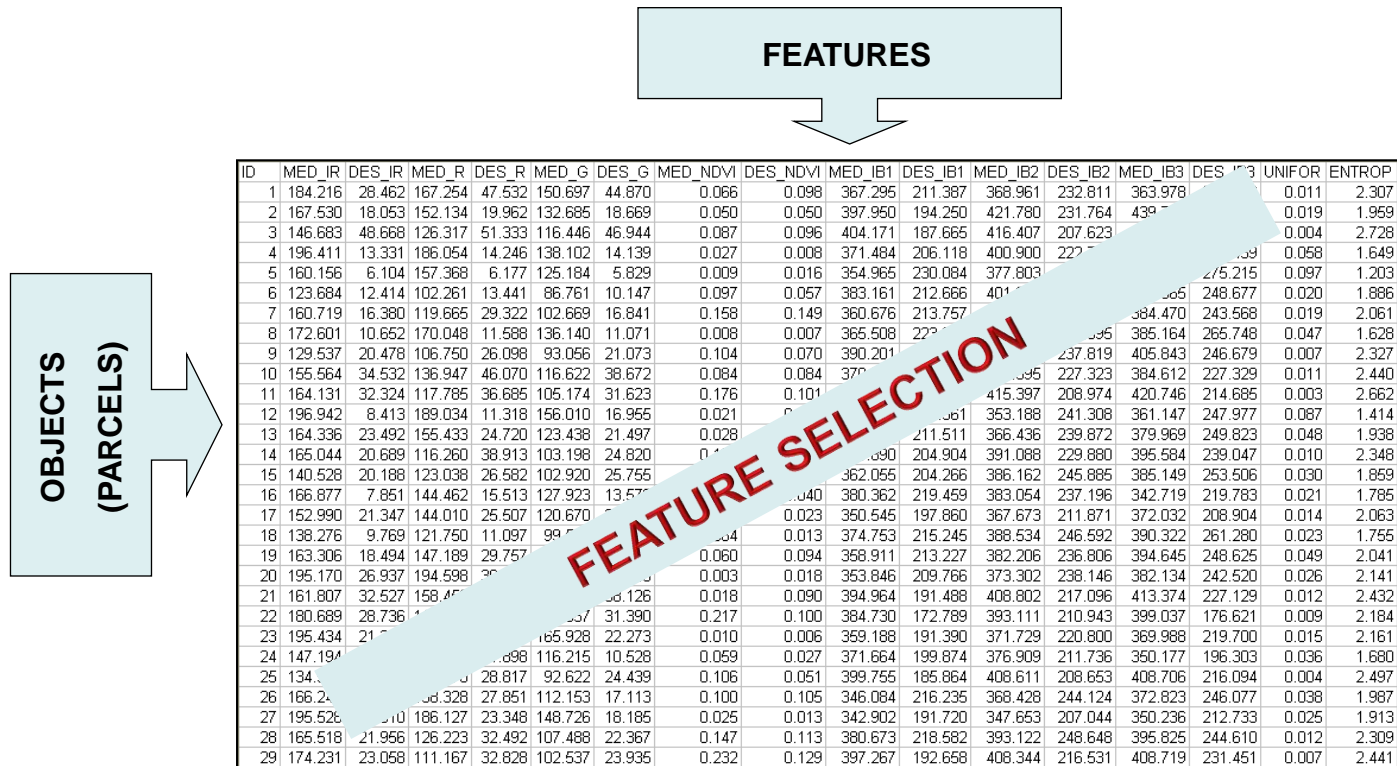 FEATURES
OBJECTS
(PARCELS)
ID MED_IR DES_IR MED_R DES_R MED_G DES_G MED_NDVI DES_NDVI MED_IB1 DES_IB1 MED_IB2 DES_IB2 MED_IB3 UNIFOR ENTROP
1 184.216 28.462 167.254 47.532 150.697 44.870 0.066 0.098 367.295 211.387 368.961 232.811 363.978 0.011 2.307
2 167.530 18.053 152.134 19.962 132.685 18.669 0.050 0.050 397.950 194.250 421.780 231.764 0.019 1.959
3 146.683 48.668 126.317 51.333 116.446 46.944 0.087 0.096 404.171 187.665 416.407 207.623 0.004 2.728
4 196.411 13.331 186.054 14.246 138.102 14.139 0.027 0.008 371.484 206.118 400.900 0.058 1.649
5 160.156 6.104 157.368 6.177 125.184 5.829 0.009 0.016 354.965 230.084 377.803 275.215 0.097 1.203
6 123.684 12.414 102.261 13.441 86.761 10.147 0.097 0.057 383.161 212.666 248.677 0.020 1.886
7 160.719 16.380 119.665 29.322 102.669 16.841 0.158 0.149 360.676 213.757 384.470 243.568 0.019 2.061
8 172.601 10.652 170.048 11.588 136.140 11.071 0.008 0.007 365.508 385.164 265.748 0.047 1.628
9 129.537 20.478 106.750 26.098 93.056 21.073 0.104 0.070 390.201 237.819 405.843 246.679 0.007 2.327
10 155.564 34.532 136.947 46.070 116.622 38.672 0.084 0.084 227.323 384.612 227.329 0.011 2.440
11 164.131 32.324 117.785 36.685 105.174 31.623 0.176 0.101 415.397 208.974 420.746 214.685 0.003 2.662
12 196.942 8.413 189.034 11.318 156.010 16.955 0.021 353.188 241.308 361.147 247.977 0.087 1.414
13 164.336 23.492 155.433 24.720 123.438 21.497 0.028 211.511 366.436 239.872 379.969 249.823 0.048 1.938
14 165.044 20.689 116.260 38.913 103.198 24.820 204.904 391.088 229.880 395.584 239.047 0.010 2.348
15 140.528 20.188 123.038 26.582 102.920 25.755 362.055 204.266 386.162 245.885 385.149 253.506 0.030 1.859
16 166.877 7.851 144.462 15.513 127.923 380.362 219.459 383.054 237.196 342.719 219.783 0.021 1.785
17 152.990 21.347 144.010 25.507 120.670 0.023 350.545 197.860 367.673 211.871 372.032 208.904 0.014 2.063
18 138.276 9.769 121.750 11.097 0.013 374.753 215.245 388.534 246.592 390.322 261.280 0.023 1.755
19 163.306 18.494 147.189 29.757 0.060 0.094 358.911 213.227 382.206 236.806 394.645 248.625 0.049 2.041
20 195.170 26.937 194.598 0.003 0.018 353.846 209.766 373.302 238.146 382.134 242.520 0.026 2.141
21 161.807 32.527 0.018 0.090 394.964 191.488 408.802 217.096 413.374 227.129 0.012 2.432
22 180.689 28.736 31.390 0.217 0.100 384.730 172.789 393.111 210.943 399.037 176.621 0.009 2.184
23 195.434 165.928 22.273 0.010 0.006 359.188 191.390 371.729 220.800 369.988 219.700 0.015 2.161
24 147.194 116.215 10.528 0.059 0.027 371.664 199.874 376.909 211.736 350.177 196.303 0.036 1.680
25 28.817 92.622 24.439 0.106 0.051 399.755 185.864 408.611 208.653 408.706 216.094 0.004 2.497
26 27.851 112.153 17.113 0.100 0.105 346.084 216.235 368.428 244.124 372.823 246.077 0.038 1.987
27 186.127 23.348 148.726 18.185 0.025 0.013 342.902 191.720 347.653 207.044 350.236 212.733 0.025 1.913
28 165.518 21.956 126.223 32.492 107.488 22.367 0.147 0.113 380.673 218.582 393.122 248.648 395.825 244.610 0.012 2.309
29 174.231 23.058 111.167 32.828 102.537 23.935 0.232 0.129 397.267 192.658 408.344 216.531 408.719 231.451 0.007 2.441
FEATURE SELECTION